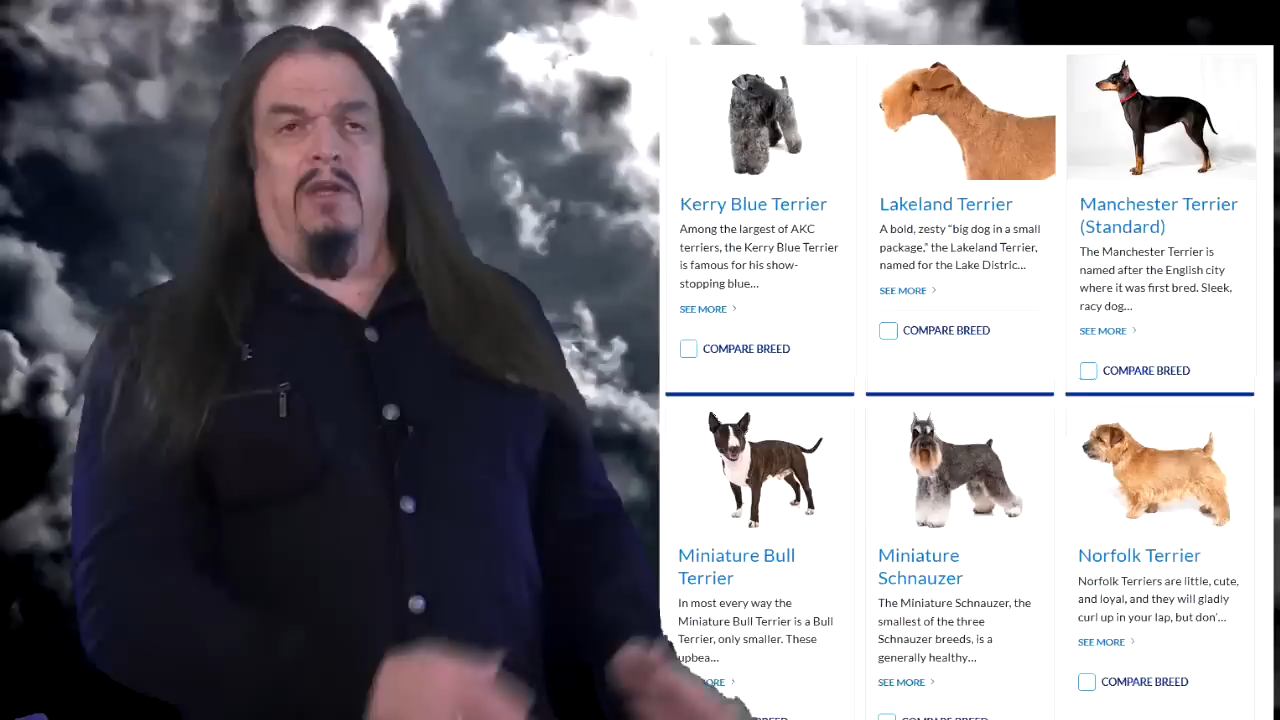 Kerry Blue Terrier
Among the largest of AKC
terriers, the Kerry Blue Terrier
is famous for his show-
stopping blue...
SEE MORE >
COMPARE BREED
Lakeland Terrier
A bold, zesty “big dog in a small
package,” the Lakeland Terrier,
named for the Lake Distric...
SEE MORE >
COMPARE BREED
Manchester Terrier
(Standard)
The Manchester Terrier is
named after the English city
where it was first bred. Sleek,
racy dog...
SEE MORE >
COMPARE BREED
Miniature Bull
Terrier
In most every way the
Miniature Bull Terrier is a Bull
Terrier, only smaller. These
upbea...
ORE >
BREED
Miniature
Schnauzer
The Miniature Schnauzer, the
smallest of the three
Schnauzer breeds, is a
generally healthy...
SEE MORE >
COMPARE BREED
Norfolk Terrier
Norfolk Terriers are little, cute,
and loyal, and they will gladly
curl up in your lap, but don’...
SEE MORE >
COMPARE BREED